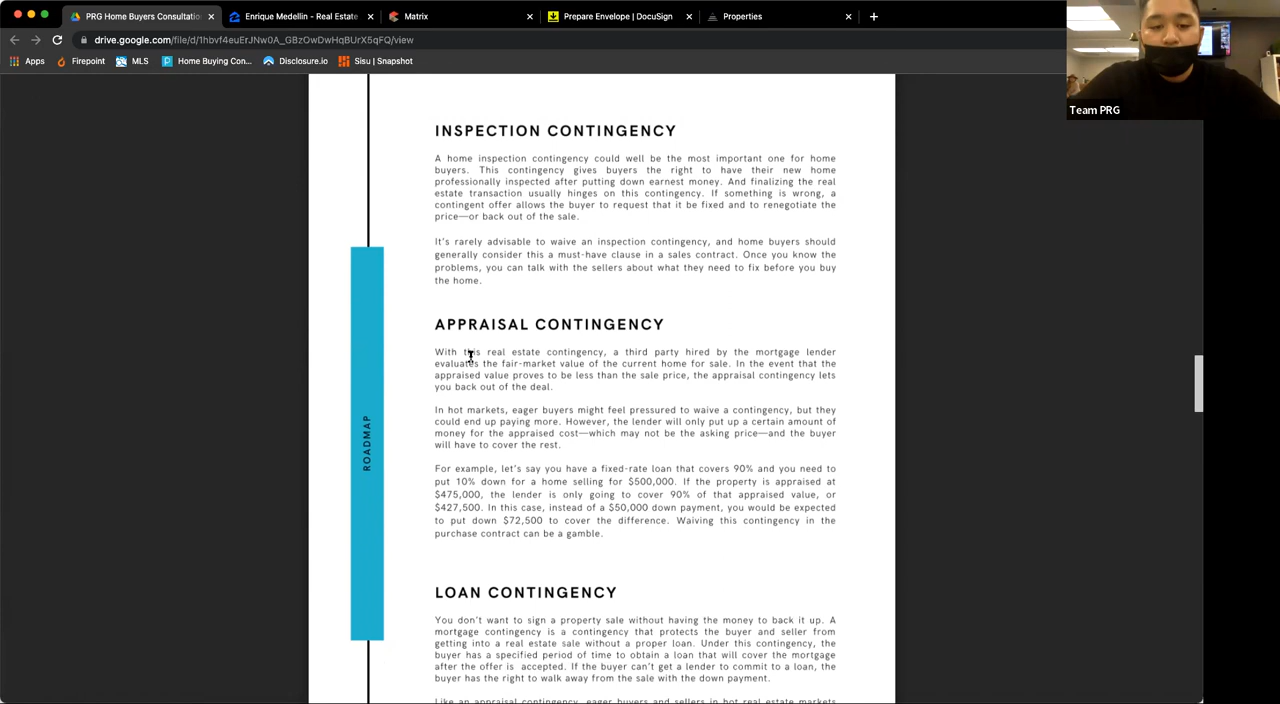 PRG Home Buyers Consultatio
Enrique Medellin - Real Estate
Matrix
Prepare Envelope | DocuSign
Properties
drive.google.com/file/d/1hbvf4euErJNw0A_GBzOwDwHqBUrX5qFQ/view
Apps
Firepoint
MLS
Home Buying Con...
Disclosure.io
Sisu | Snapshot
Team PRG
INSPECTION CONTINGENCY
A home inspection contingency could well be the most important one for home
buyers. This contingency gives buyers the right to have their new home
professionally inspected after putting down earnest money. And finalizing the real
estate transaction usually hinges on this contingency. If something is wrong, a
contingent offer allows the buyer to request that it be fixed and to renegotiate the
price—or back out of the sale.
It's rarely advisable to waive an inspection contingency, and home buyers should
generally consider this a must-have clause in a sales contract. Once you know the
problems, you can talk with the sellers about what they need to fix before you buy
the home.
APPRAISAL CONTINGENCY
With this real estate contingency, a third party hired by the mortgage lender
evaluates the fair-market value of the current home for sale. In the event that the
appraised value proves to be less than the sale price, the appraisal contingency lets
you back out of the deal.
In hot markets, eager buyers might feel pressured to waive a contingency, but they
could end up paying more. However, the lender will only put up a certain amount of
money for the appraised cost—which may not be the asking price—and the buyer
will have to cover the rest.
For example, let's say you have a fixed-rate loan that covers 90% and you need to
put 10% down for a home selling for $500,000. If the property is appraised at
$475,000, the lender is only going to cover 90% of that appraised value, or
$427,500. In this case, instead of a $50,000 down payment, you would be expected
to put down $72,500 to cover the difference. Waiving this contingency in the
purchase contract can be a gamble.
ROADMAP
LOAN CONTINGENCY
You don't want to sign a property sale without having the money to back it up. A
mortgage contingency is a contingency that protects the buyer and seller from
getting into a real estate sale without a proper loan. Under this contingency, the
buyer has a specified period of time to obtain a loan that will cover the mortgage
after the offer is accepted. If the buyer can't get a lender to commit to a loan, the
buyer has the right to walk away from the sale with the down payment.
Like an appraisal contingency, eager buyers and sellers in hot real estate markets